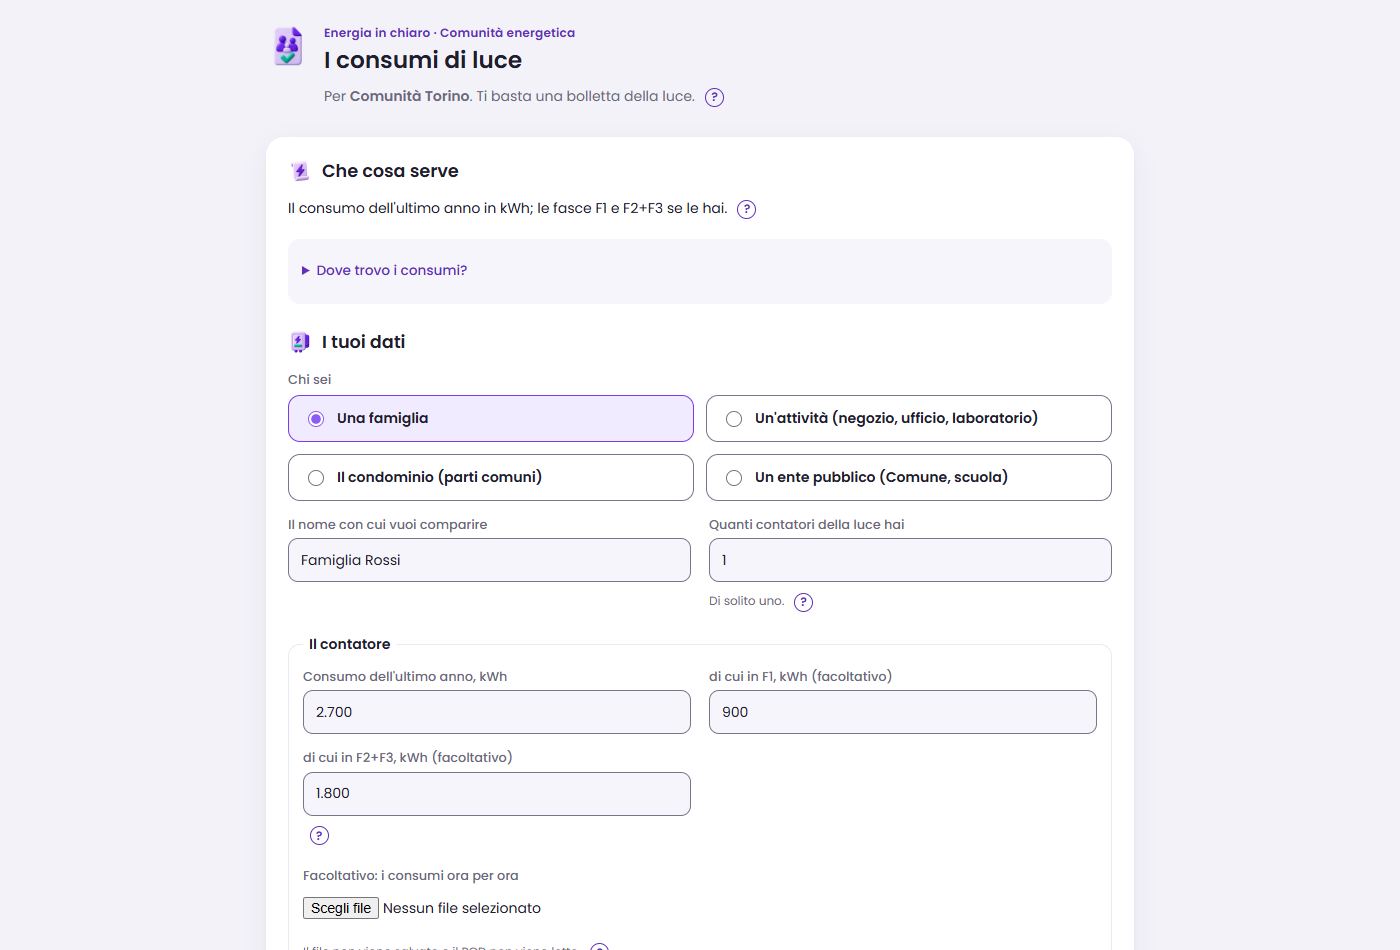 Energia in chiaro · Comunità energetica
I consumi di luce
Per Comunità Torino. Ti basta una bolletta della luce. ?
Che cosa serve
Il consumo dell'ultimo anno in kWh; le fasce F1 e F2+F3 se le hai. ?
Dove trovo i consumi?
I tuoi dati
Chi sei
Una famiglia
Un'attività (negozio, ufficio, laboratorio)
Il condominio (parti comuni)
Un ente pubblico (Comune, scuola)
Il nome con cui vuoi comparire
Quanti contatori della luce hai
Famiglia Rossi
1
Di solito uno. ?
Il contatore
Consumo dell'ultimo anno, kWh
di cui in F1, kWh (facoltativo)
2.700
900
di cui in F2+F3, kWh (facoltativo)
1.800
?
Facoltativo: i consumi ora per ora
Scegli file Nessun file selezionato